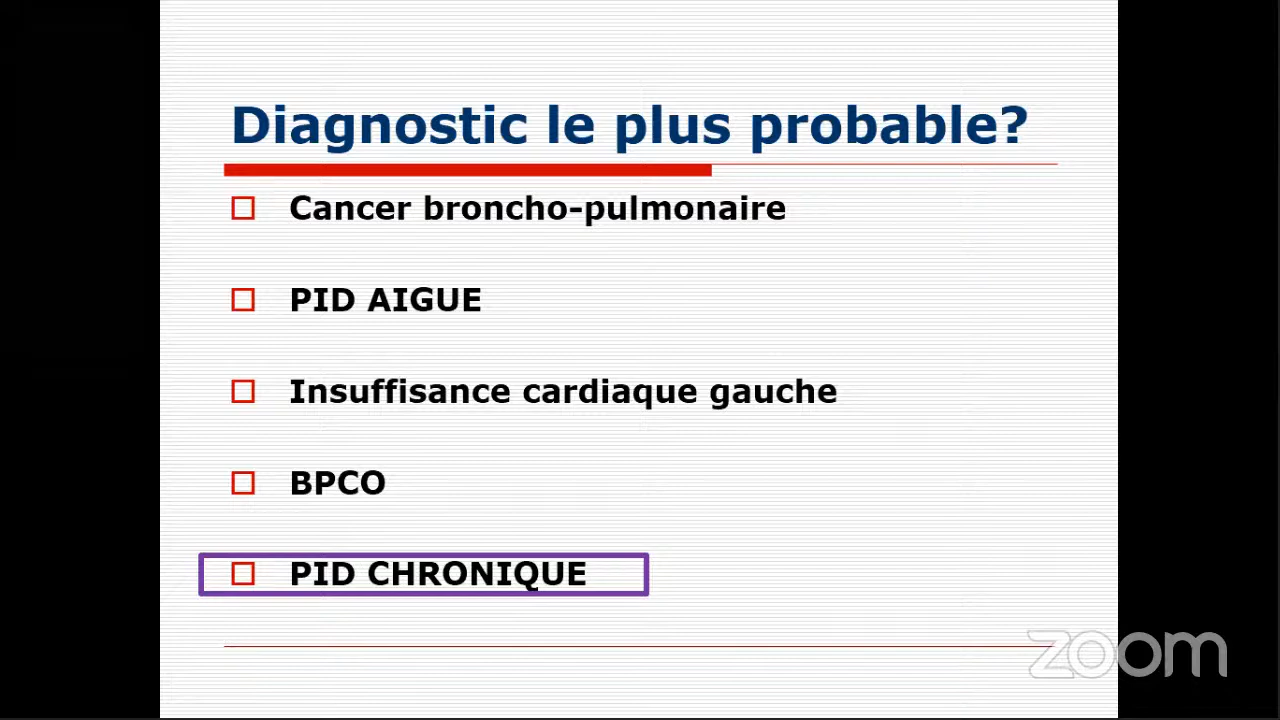 Diagnostic le plus probable?
Cancer broncho-pulmonaire
PID AIGUE
Insuffisance cardiaque gauche
BPCO
PID CHRONIQUE
zoom